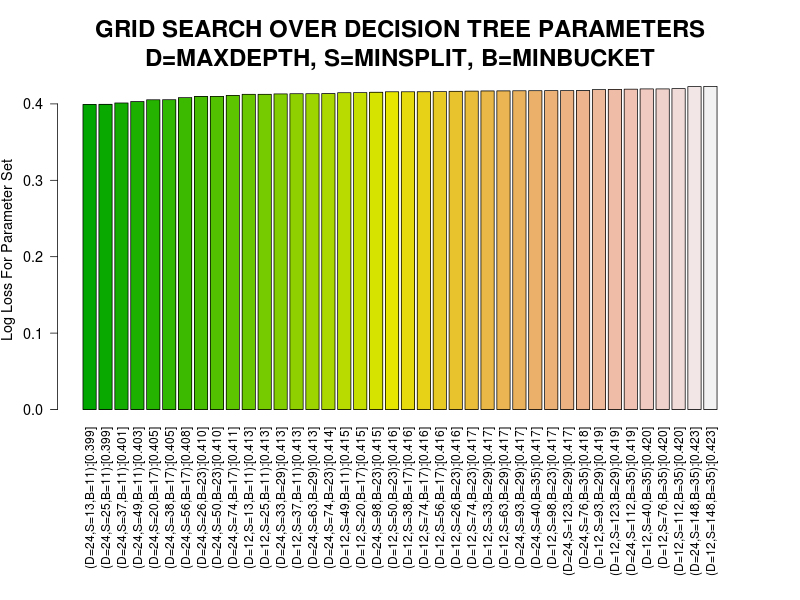 GRID SEARCH OVER DECISION TREE PARAMETERS
D=MAXDEPTH, S=MINSPLIT, B=MINBUCKET
Log Loss For Parameter Set
0.4
0.3
0.2
0.1
0.0
(D=24,S=13,B=11):[0.399]
(D=24,S=25,B=11):[0.399]
(D=24,S=37,B=11):[0.401]
(D=24,S=49,B=11):[0.403]
(D=24,S=20,B=17):[0.405]
(D=24,S=38,B=17):[0.405]
(D=24,S=56,B=17):[0.408]
(D=24,S=26,B=23):[0.410]
(D=24,S=50,B=23):[0.410]
(D=24,S=74,B=17):[0.411]
(D=12,S=13,B=11):[0.413]
(D=12,S=25,B=11):[0.413]
(D=24,S=33,B=29):[0.413]
(D=12,S=37,B=11):[0.413]
(D=24,S=63,B=29):[0.413]
(D=24,S=74,B=23):[0.414]
(D=12,S=49,B=11):[0.415]
(D=12,S=20,B=17):[0.415]
(D=24,S=98,B=23):[0.415]
(D=12,S=50,B=23):[0.416]
(D=12,S=38,B=17):[0.416]
(D=12,S=74,B=17):[0.416]
(D=12,S=56,B=17):[0.416]
(D=12,S=26,B=23):[0.416]
(D=12,S=74,B=23):[0.417]
(D=12,S=33,B=29):[0.417]
(D=12,S=63,B=29):[0.417]
(D=24,S=93,B=29):[0.417]
(D=24,S=40,B=35):[0.417]
(D=12,S=98,B=23):[0.417]
(D=24,S=123,B=29):[0.417]
(D=24,S=76,B=35):[0.418]
(D=12,S=93,B=29):[0.419]
(D=12,S=123,B=29):[0.419]
(D=24,S=112,B=35):[0.419]
(D=12,S=40,B=35):[0.420]
(D=12,S=76,B=35):[0.420]
(D=12,S=112,B=35):[0.420]
(D=24,S=148,B=35):[0.423]
(D=12,S=148,B=35):[0.423]